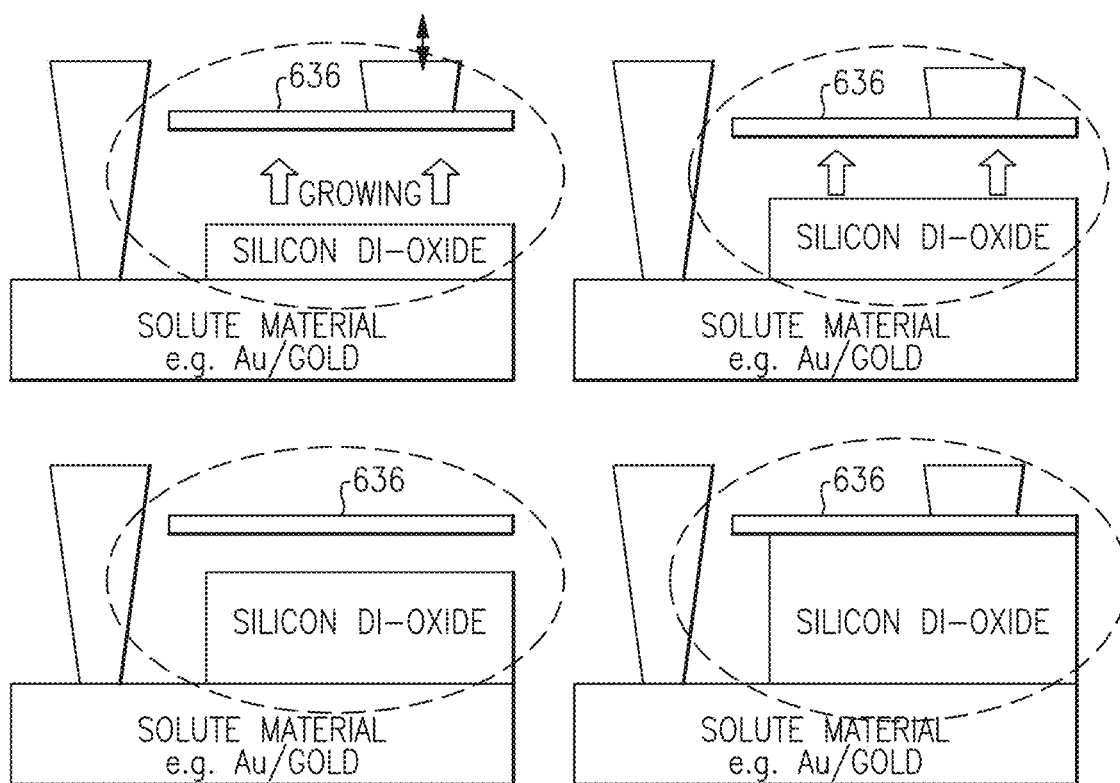 636
GROWING
SILICON DI-OXIDE
SOLUTE MATERIAL
e.g. Au/GOLD
636
SILICON DI-OXIDE
SOLUTE MATERIAL
e.g. Au/GOLD
636
SILICON DI-OXIDE
SOLUTE MATERIAL
e.g. Au/GOLD
636
SILICON DI-OXIDE
SOLUTE MATERIAL
e.g. Au/GOLD